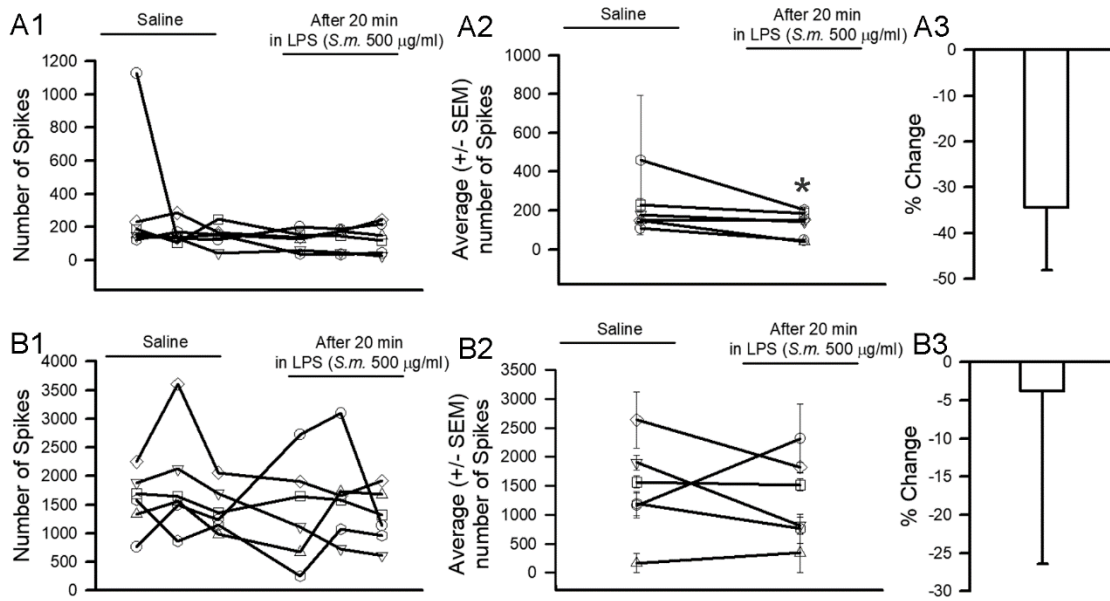 A1
Saline
After 20 min
in LPS (S.m. 500 µg/ml)
Number of Spikes
1200
1000
800
600
400
200
0
A2
Saline
After 20 min
in LPS (S.m. 500 µg/ml)
Average (+/- SEM)
number of Spikes
1000
800
600
400
200
0
*
A3
% Change
0
-10
-20
-30
-40
-50
B1
Saline
After 20 min
in LPS (S.m. 500 µg/ml)
Number of Spikes
4000
3500
3000
2500
2000
1500
1000
500
0
B2
Saline
After 20 min
in LPS (S.m. 500 µg/ml)
Average (+/- SEM)
number of Spikes
3500
3000
2500
2000
1500
1000
500
0
B3
% Change
0
-5
-10
-15
-20
-25
-30